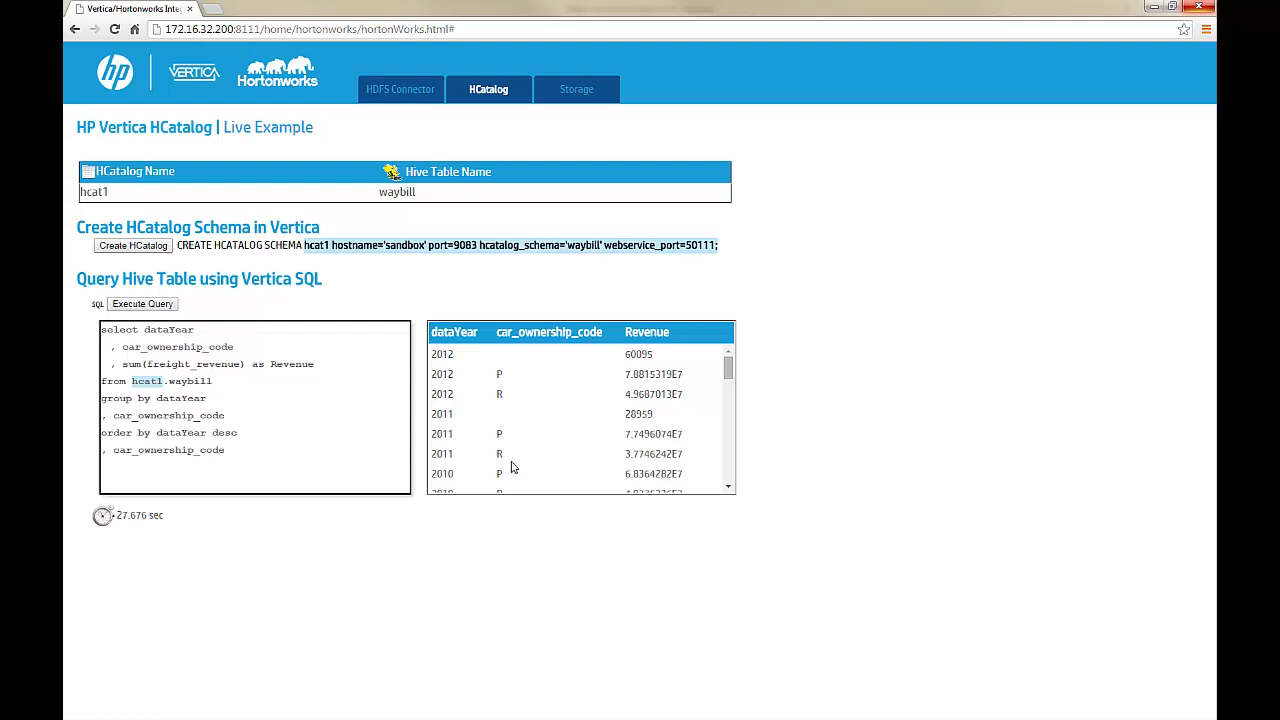 Vertica/Hortonworks Inte
172.16.32.200:8111/home/hortonworks/hortonWorks.html#
hp VERTICA Hortonworks
HDFS Connector HCatalog Storage
HP Vertica HCatalog | Live Example
HCatalog Name Hive Table Name
hcat1 waybill
Create HCatalog Schema in Vertica
Create HCatalog CREATE HCATALOG SCHEMA hcat1 hostname='sandbox' port=9083 hcatalog_schema='waybill' webservice_port=50111;
Query Hive Table using Vertica SQL
SQL Execute Query
select dataYear
, car_ownership_code
, sum(freight_revenue) as Revenue
from hcat1.waybill
group by dataYear
, car_ownership_code
order by dataYear desc
, car_ownership_code
dataYear car_ownership_code Revenue
2012 60095
2012 P 7.8815319E7
2012 R 4.9687013E7
2011 28959
2011 P 7.7496074E7
2011 R 3.7746242E7
2010 P 6.8364282E7
27.676 sec